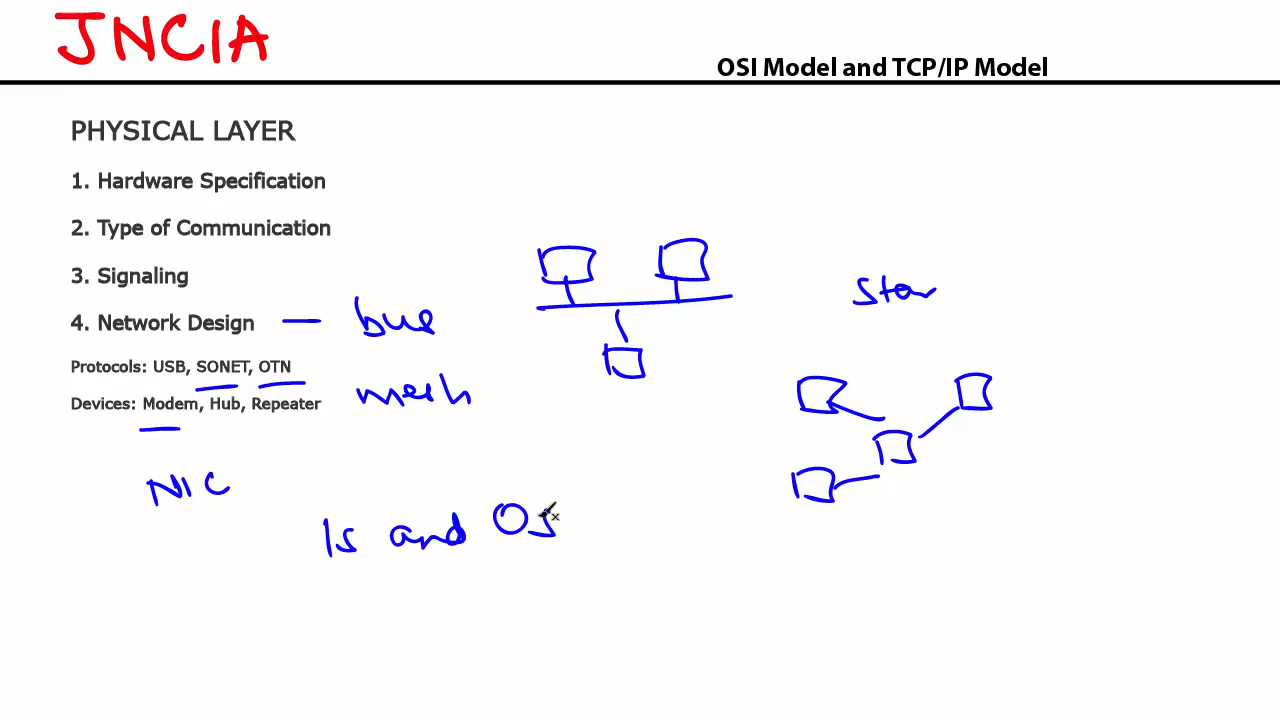 JNCIA
OSI Model and TCP/IP Model
PHYSICAL LAYER
1. Hardware Specification
2. Type of Communication
3. Signaling
4. Network Design — bus
Protocols: USB, SONET, OTN
mesh
Devices: Modem, Hub, Repeater
star
NIC
1s and 0s